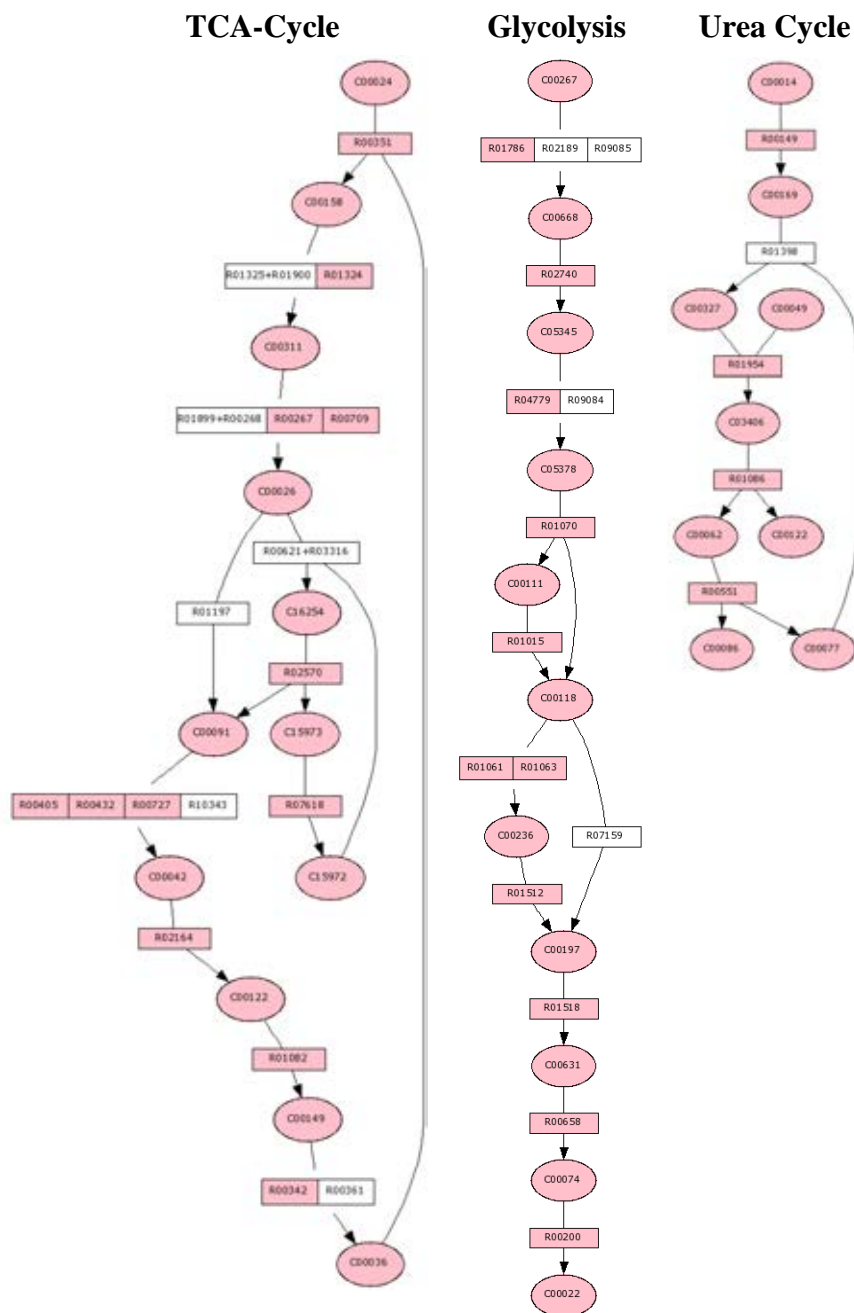 TCA-Cycle
C00024
R00351
C00158
R01325+R01900 R01324
C00311
R01899+R00268 R00267 R00709
C00026
R00621+R03316
R01197
C16254
R02570
C00091
C15973
R00405 R00432 R00727 R10343
R07618
C00042
C15972
R02164
C00122
R01082
C00149
R00342 R00361
C00036
Glycolysis
C00267
R01786 R02189 R09085
C00668
R02740
C05345
R04779 R09084
C05378
R01070
C00111
R01015
C00118
R01061 R01063
C00236
R07159
R01512
C00197
R01518
C00631
R00658
C00074
R00200
C00022
Urea Cycle
C00014
R00149
C00169
R01398
C00327 C00049
R01954
C03406
R01086
C00062 C00122
R00551
C00086 C00077